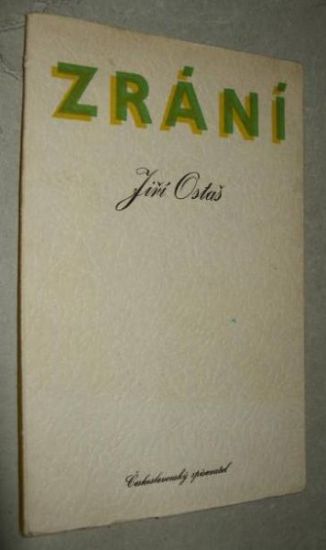 ZRÁNÍ
Jiří Ostaš
Československý spisovatel